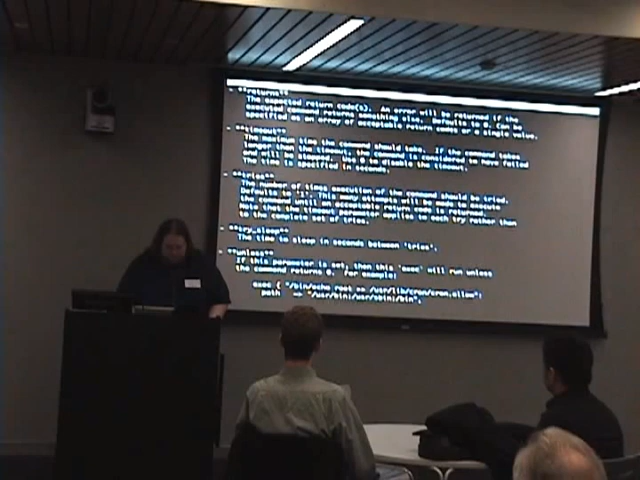 - **returns**
The expected return code(s). An error will be returned if the
executed command returns something else. Defaults to 0. Can be
specified as an array of acceptable return codes or a single value.
- **timeout**
The maximum time the command should take. If the command takes
longer than the timeout, the command is considered to have failed
and will be stopped. Use 0 to disable the timeout.
The time is specified in seconds.
- **tries**
The number of times execution of the command should be tried.
Defaults to '1'. This many attempts will be made to execute
the command until an acceptable return code is returned.
Note that the timeout parameter applies to each try rather than
to the complete set of tries.
- **try_sleep**
The time to sleep in seconds between 'tries'.
- **unless**
If this parameter is set, then this `exec` will run unless
the command returns 0. For example:
exec { "/bin/echo root >> /usr/lib/cron/cron.allow":
path => "/usr/bin:/usr/sbin:/bin",